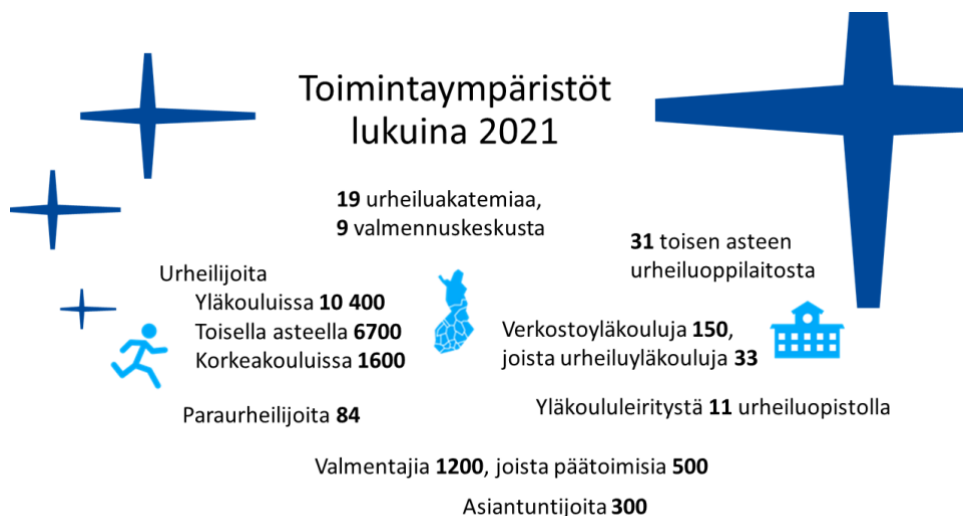 Toimintaympäristöt
lukuina 2021
19 urheiluakatemiaa,
9 valmennuskeskusta
31 toisen asteen
urheiluoppilaitosta
Urheilijoita
Yläkouluissa 10 400
Toisella asteella 6700
Korkeakouluissa 1600
Verkostoyläkouluja 150,
joista urheiluyläkouluja 33
Paraurheilijoita 84
Yläkoululeiritystä 11 urheiluopistolla
Valmentajia 1200, joista päätoimisia 500
Asiantuntijoita 300